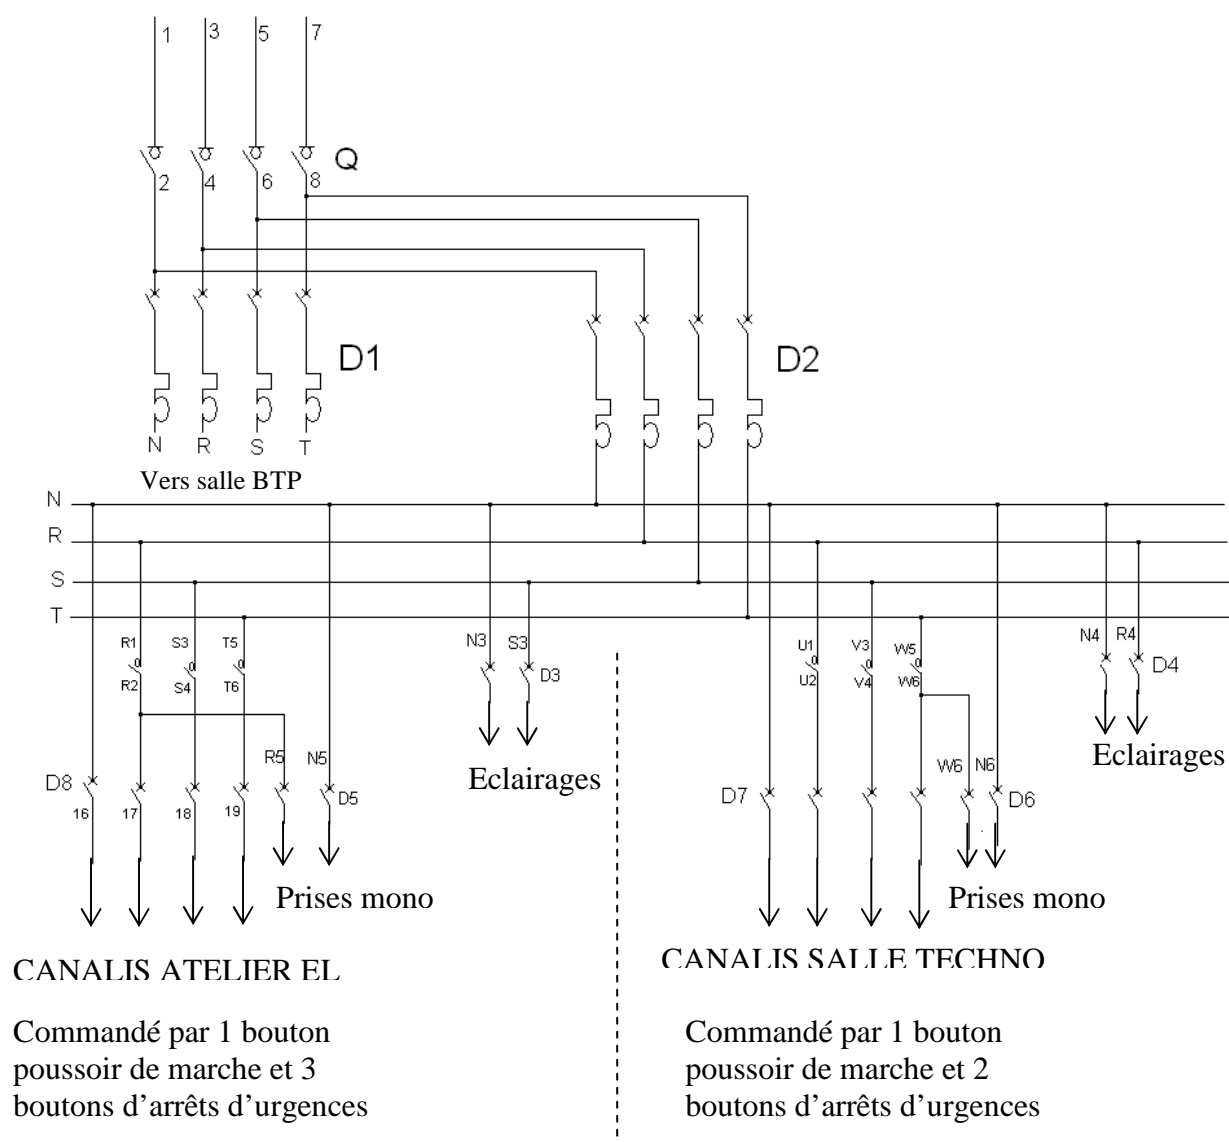 1 3 5 7
Q
2 4 6 8
D1 D2
N R S T
Vers salle BTP
N
R
S
T
R1 S3 T5 N3 S3 U1 V3 W5 N4 R4
D3 D4
R2 S4 T6 U2 V4 W6
R5 N5 Eclairages W6 N6 Eclairages
D8 D5 D7 D6
16 17 18 19
Prises mono Prises mono
CANALIS ATELIER EL
CANALIS SALLE TECHNO
Commandé par 1 bouton
poussoir de marche et 3
boutons d'arrêts d'urgences
Commandé par 1 bouton
poussoir de marche et 2
boutons d'arrêts d'urgences